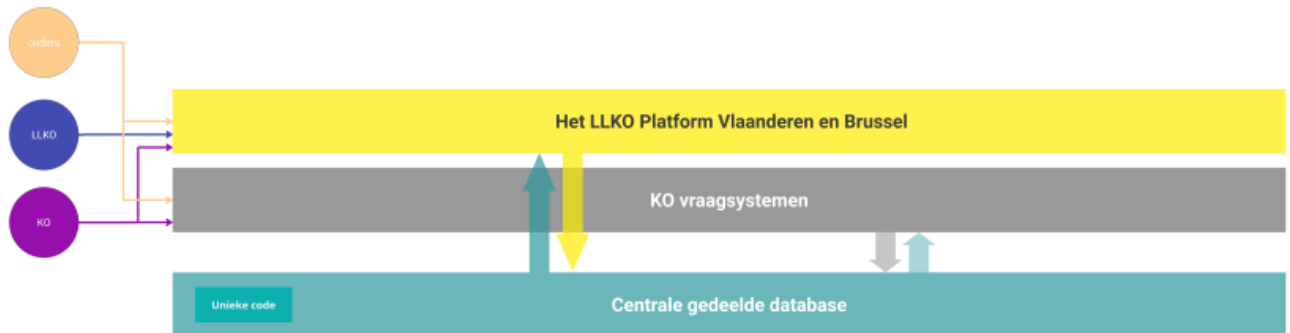 ouders
LLKO
KO
Het LLKO Platform Vlaanderen en Brussel
KO vraagsystemen
Unieke code
Centrale gedeelde database